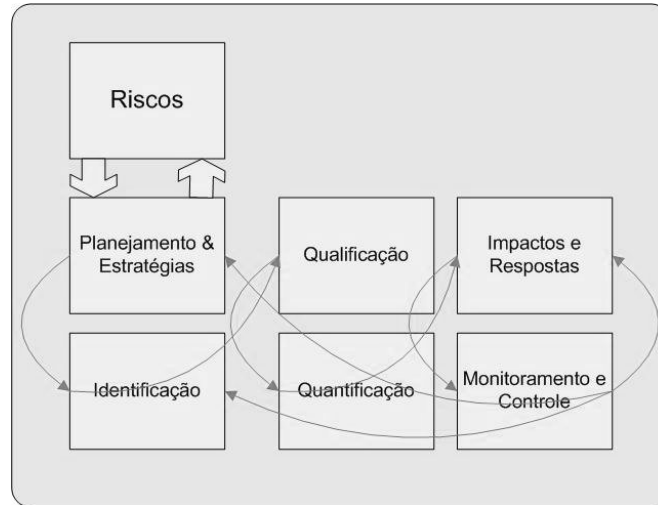 Riscos
Planejamento &
Estratégias
Qualificação
Impactos e
Respostas
Identificação
Quantificação
Monitoramento e
Controle